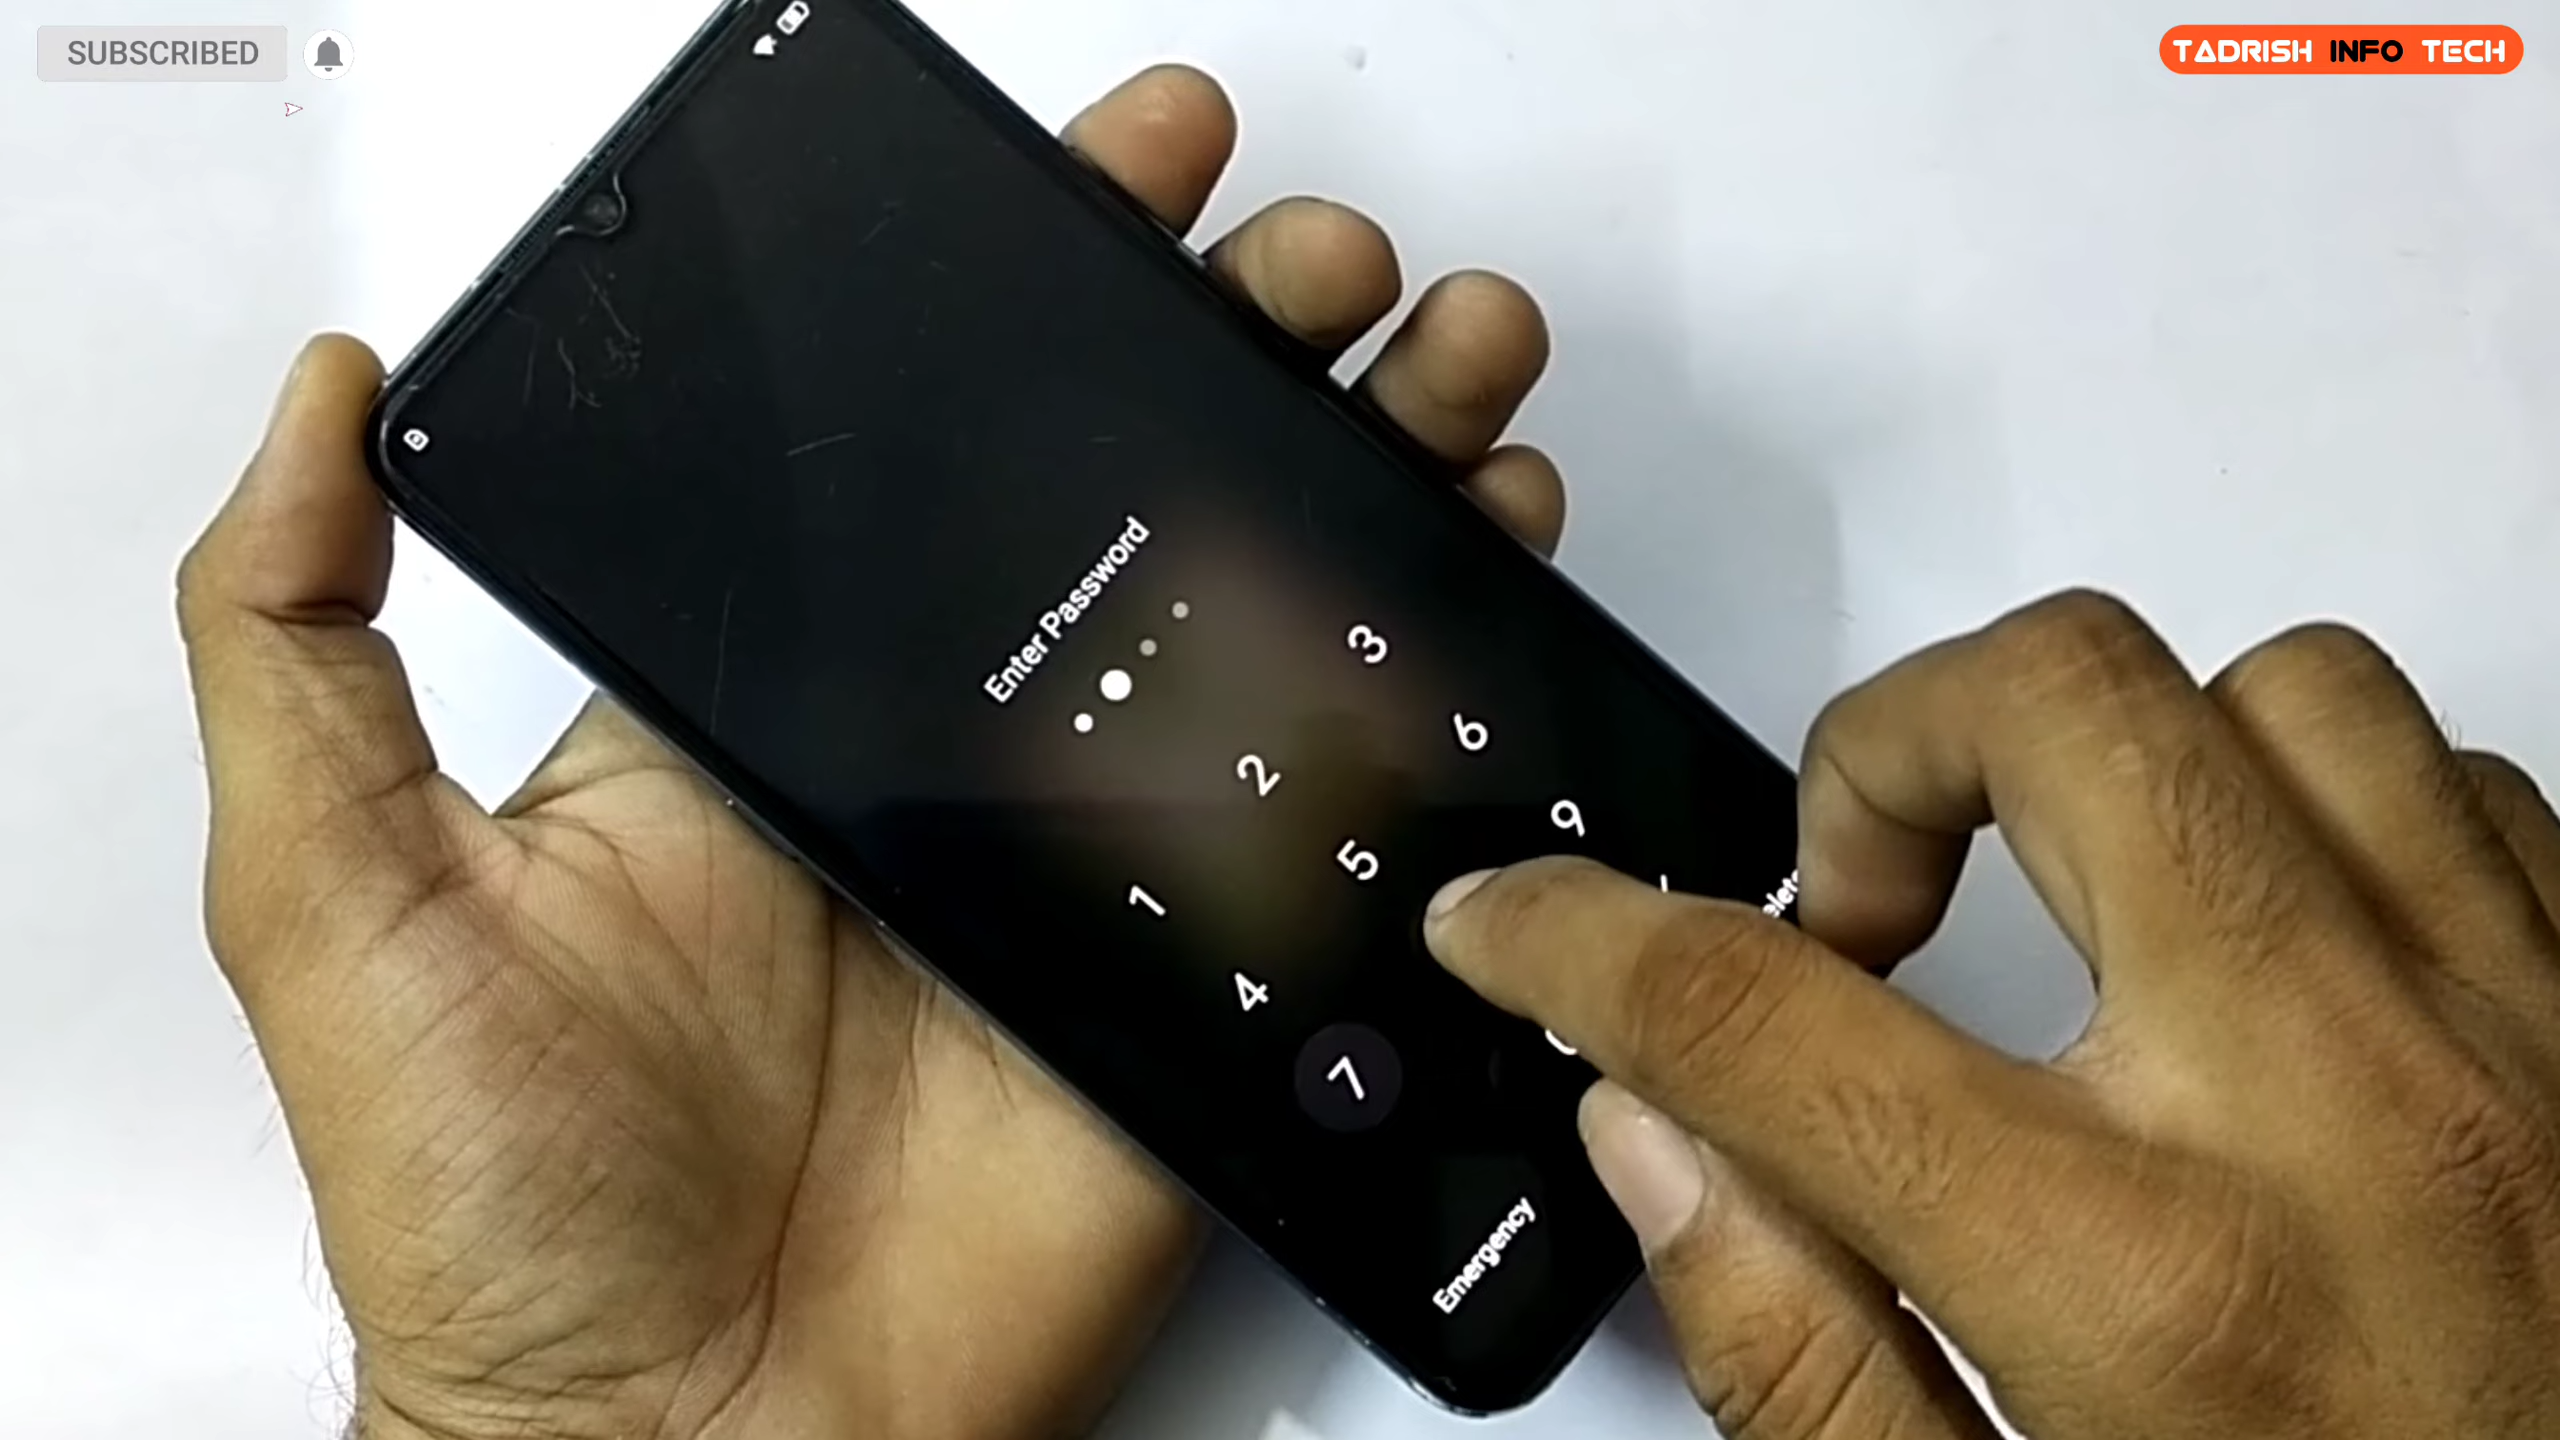 SUBSCRIBED
TADRISH INFO TECH
Enter Password
1 2 3
4 5 6
7 9
Emergency